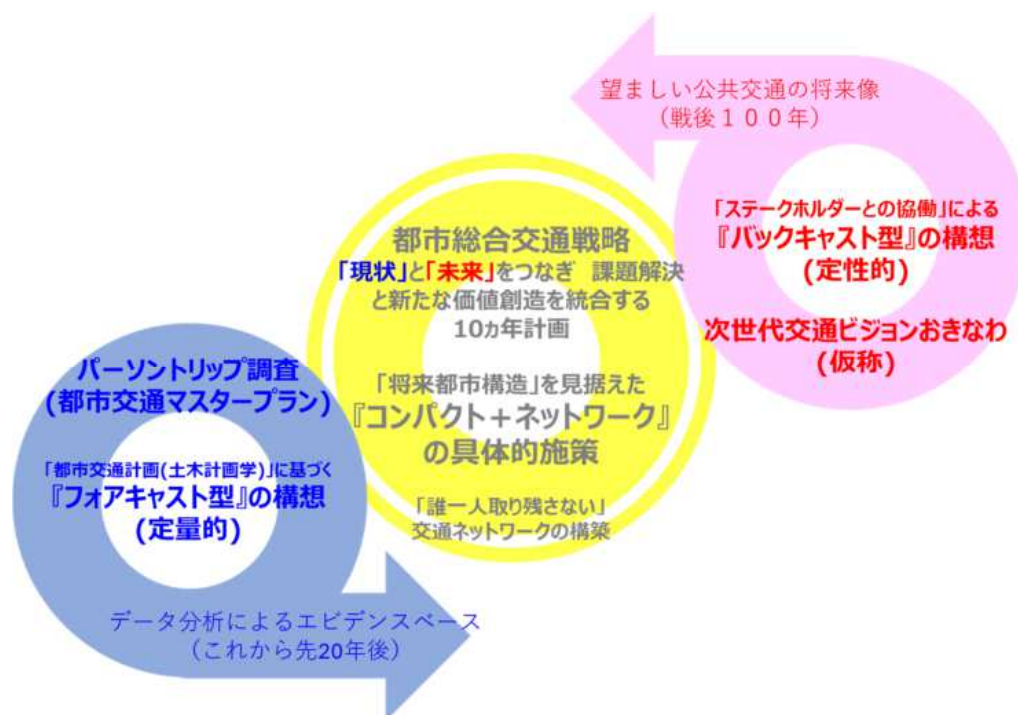 望ましい公共交通の将来像
（戦後１００年）
「ステークホルダーとの協働」による
『バックキャスト型』の構想
(定性的)
次世代交通ビジョンおきなわ
(仮称)
都市総合交通戦略
「現状」と「未来」をつなぎ　課題解決
と新たな価値創造を統合する
10ヵ年計画
「将来都市構造」を見据えた
『コンパクト＋ネットワーク』
の具体的施策
「誰一人取り残さない」
交通ネットワークの構築
パーソントリップ調査
(都市交通マスタープラン)
「都市交通計画(土木計画学)」に基づく
『フォアキャスト型』の構想
(定量的)
データ分析によるエビデンスベース
（これから先20年後）